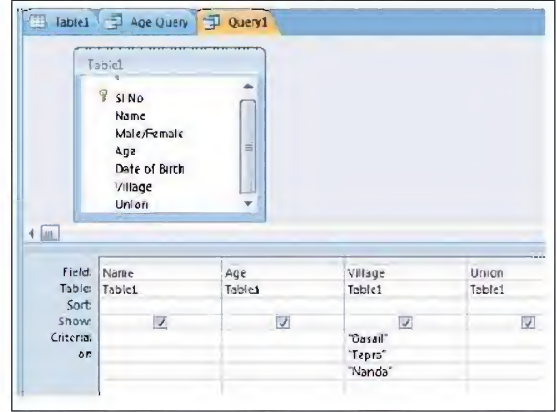 Table1 Age Query Query1
Table1
Sl No
Name
Male/Female
Age
Date of Birth
Village
Union
Field: Name Age Village Union
Table: Table1 Table1 Table1 Table1
Sort:
Show:
Criteria: "Basail"
or: "Tepra"
"Nanda"